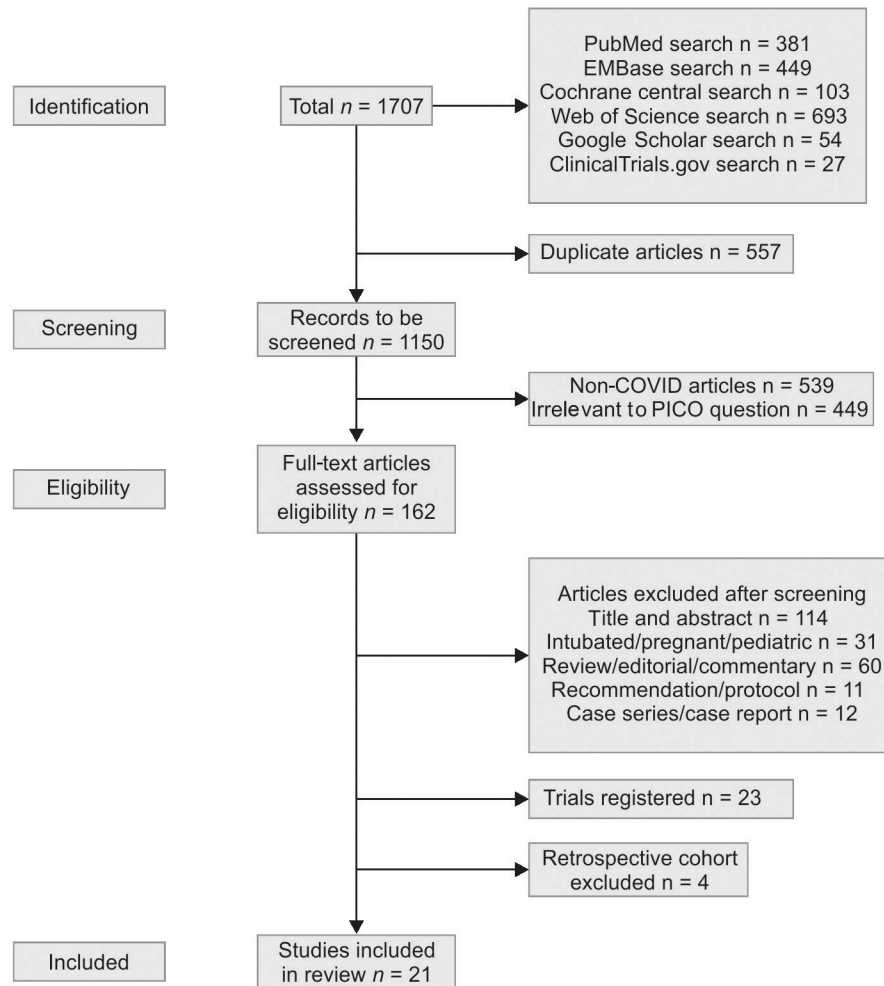 Identification
Total n = 1707
PubMed search n = 381
EMBase search n = 449
Cochrane central search n = 103
Web of Science search n = 693
Google Scholar search n = 54
ClinicalTrials.gov search n = 27
Duplicate articles n = 557
Screening
Records to be
screened n = 1150
Non-COVID articles n = 539
Irrelevant to PICO question n = 449
Eligibility
Full-text articles
assessed for
eligibility n = 162
Articles excluded after screening
Title and abstract n = 114
Intubated/pregnant/pediatric n = 31
Review/editorial/commentary n = 60
Recommendation/protocol n = 11
Case series/case report n = 12
Trials registered n = 23
Retrospective cohort
excluded n = 4
Included
Studies included
in review n = 21